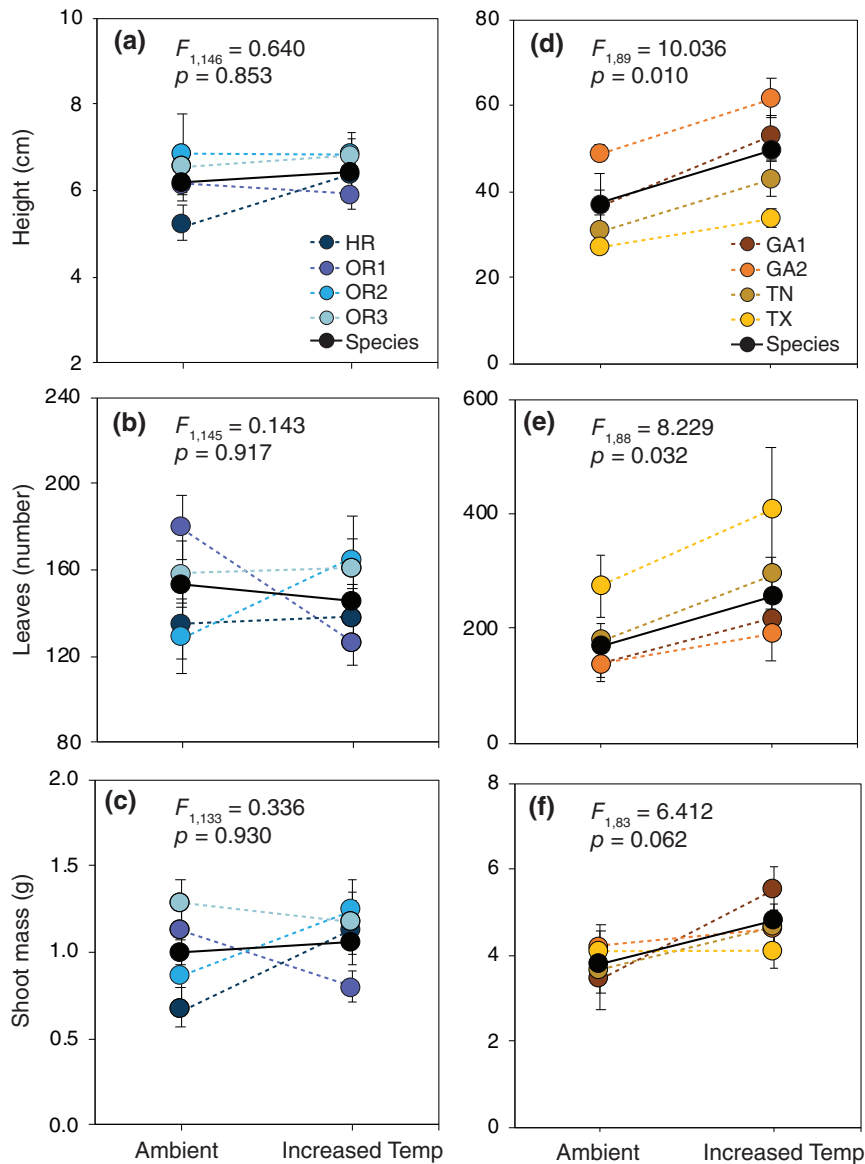 (a)
F1,146 = 0.640
p = 0.853
Height (cm)
10
8
6
4
2
HR
OR1
OR2
OR3
Species
(d)
F1,89 = 10.036
p = 0.010
80
60
40
20
0
GA1
GA2
TN
TX
Species
(b)
F1,145 = 0.143
p = 0.917
Leaves (number)
240
200
160
120
80
(e)
F1,88 = 8.229
p = 0.032
600
400
200
0
(c)
F1,133 = 0.336
p = 0.930
Shoot mass (g)
2.0
1.5
1.0
0.5
0.0
Ambient
Increased Temp
(f)
F1,83 = 6.412
p = 0.062
8
6
4
2
0
Ambient
Increased Temp